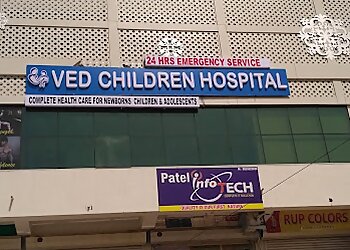 24 HRS EMERGENCY SERVICE
VED CHILDREN HOSPITAL
COMPLETE HEALTH CARE FOR NEWBORNS, CHILDREN & ADOLESCENTS
Patel infoTECH
RUP COLORS